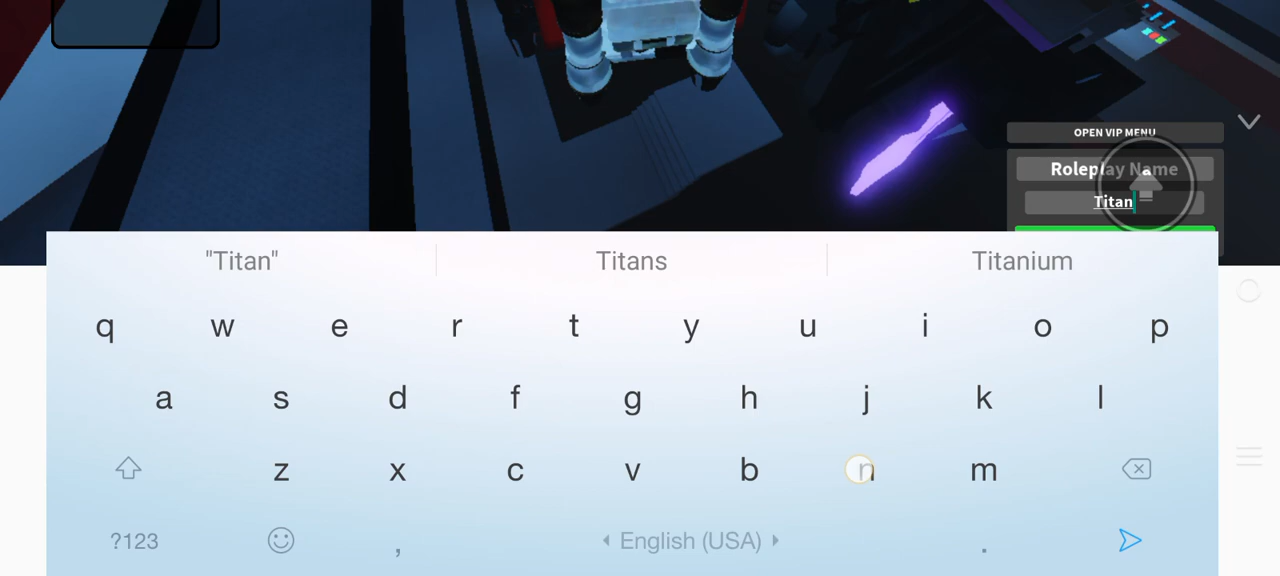 OPEN VIP MENU
Roleplay Name
Titan
"Titan" Titans Titanium
q w e r t y u i o p
a s d f g h j k l
z x c v b n m
?123 , English (USA) .